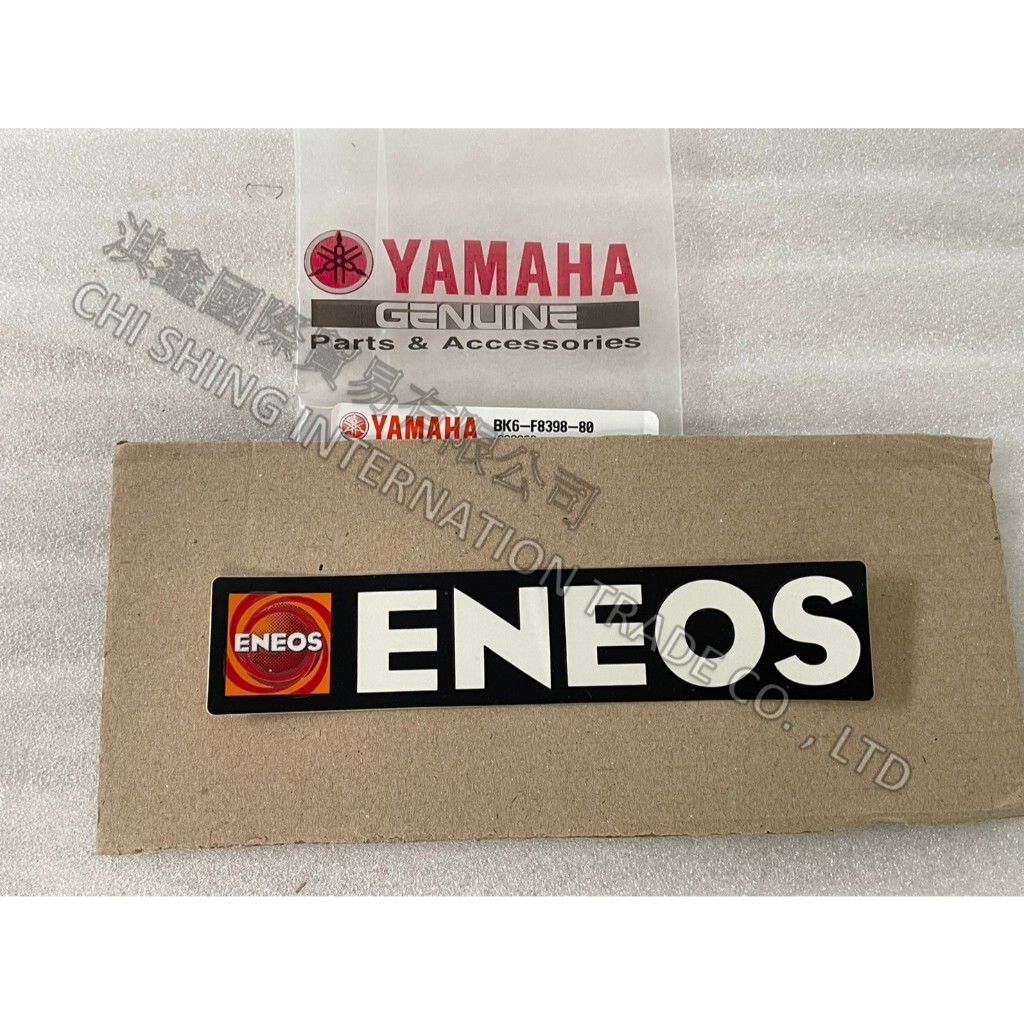 YAMAHA
GENUINE
Parts & Accessories
YAMAHA BK6-F8398-80
ENEOS ENEOS
淇鑫國際貿易有限公司
CHI SHING INTERNATION TRADE CO., LTD